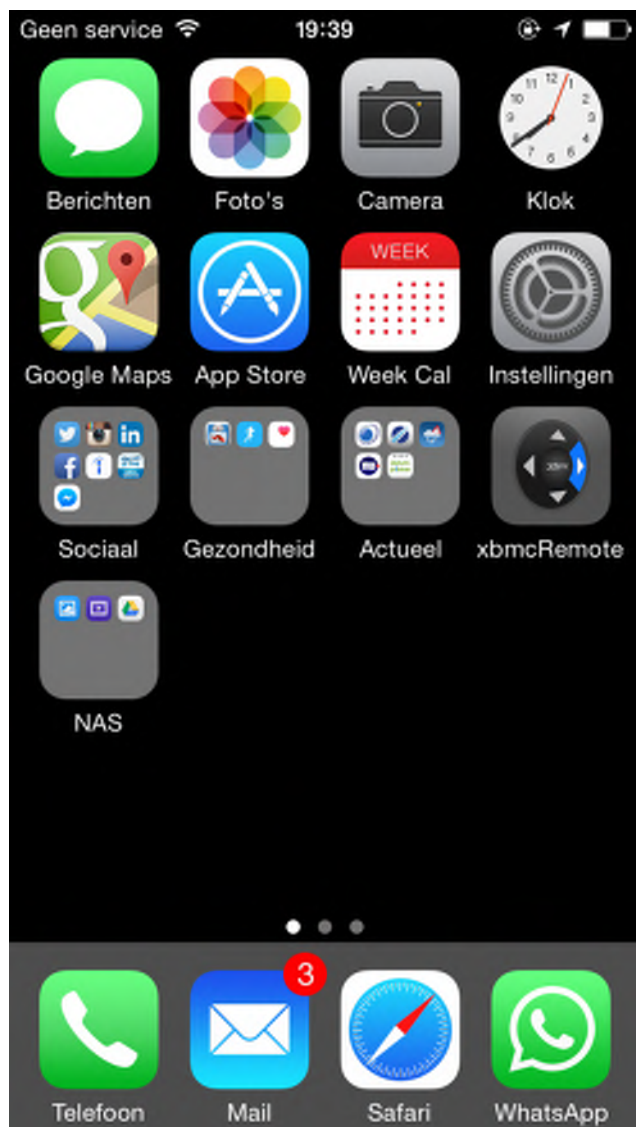 Geen service 19:39
Berichten Foto's Camera Klok
WEEK
Google Maps App Store Week Cal Instellingen
Sociaal Gezondheid Actueel xbmcRemote
NAS
3
Telefoon Mail Safari WhatsApp